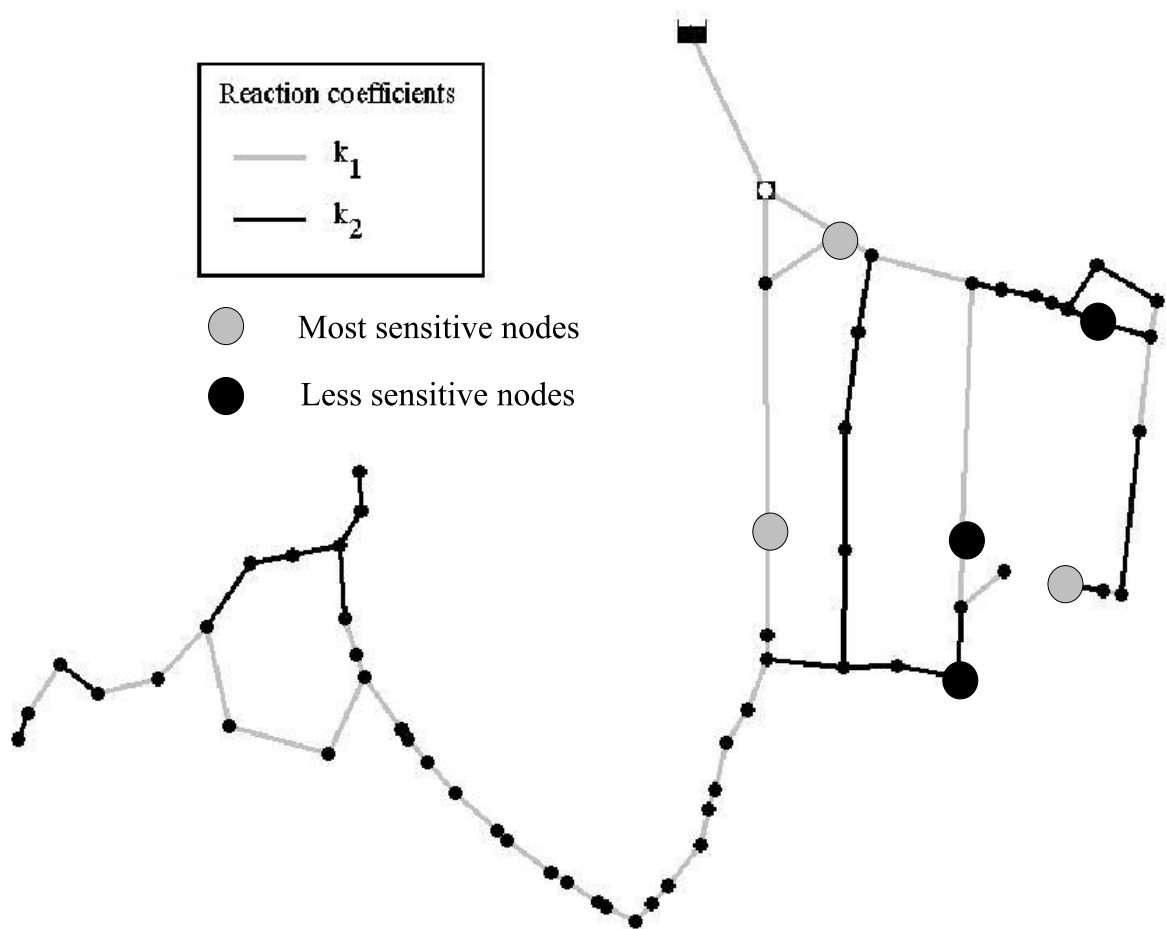 Reaction coefficients
k1
k2
Most sensitive nodes
Less sensitive nodes